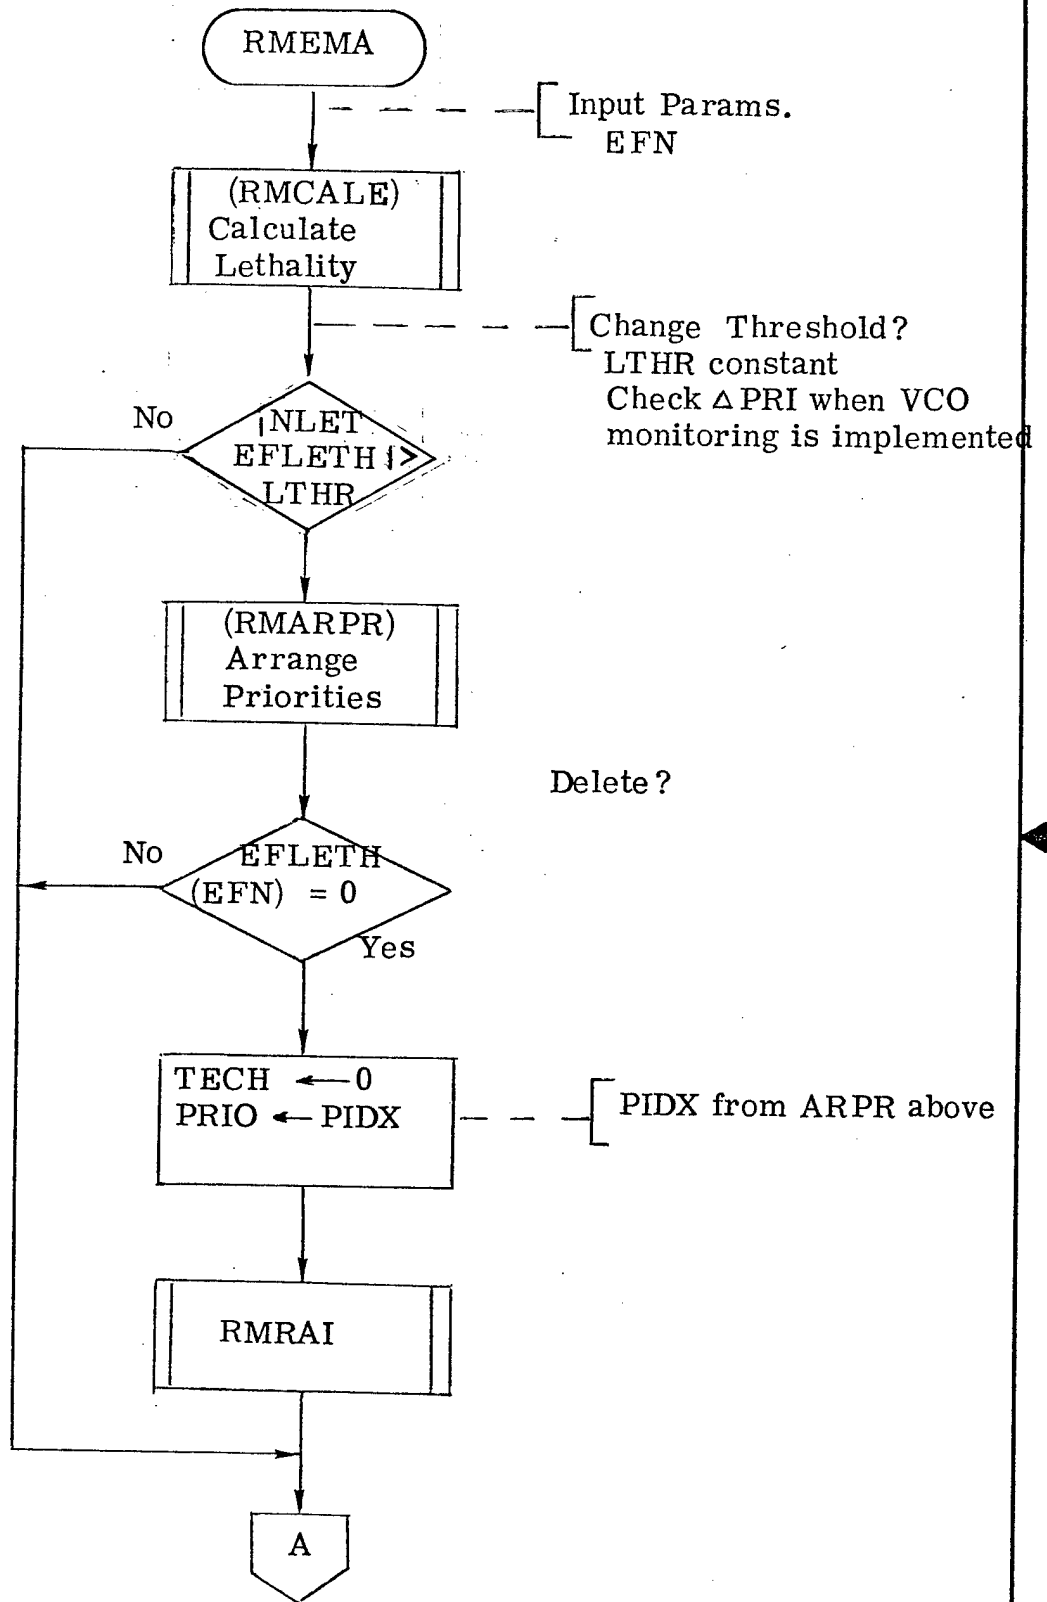 RMEMA
Input Params.
EFN
(RMCALE)
Calculate
Lethality
Change Threshold?
LTHR constant
Check △PRI when VCO
monitoring is implemented
No
|NLET
EFLETH|>
LTHR
(RMARPR)
Arrange
Priorities
Delete?
No
EFLETH
(EFN) = 0
Yes
TECH ← 0
PRIO ← PIDX
PIDX from ARPR above
RMRAI
A